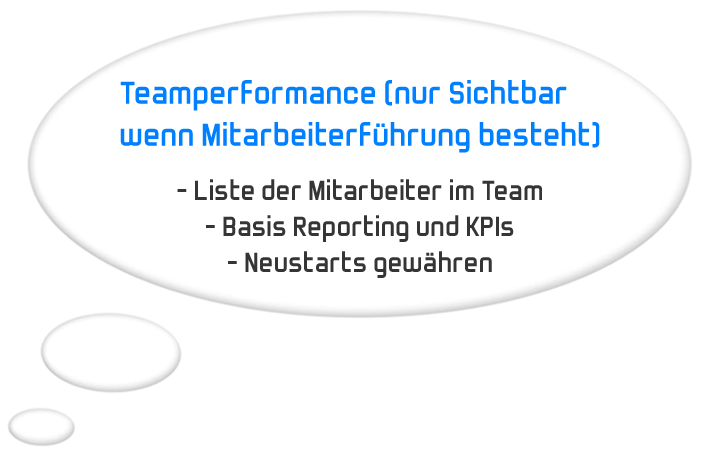 Teamperformance (nur Sichtbar
wenn Mitarbeiterführung besteht)
- Liste der Mitarbeiter im Team
- Basis Reporting und KPIs
- Neustarts gewähren